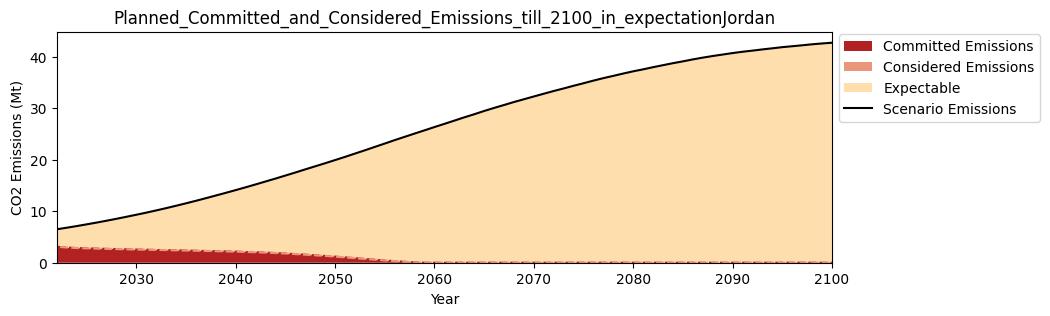 Planned_Committed_and_Considered_Emissions_till_2100_in_expectationJordan
40
30
20
10
0
CO2 Emissions (Mt)
2030 2040 2050 2060 2070 2080 2090 2100
Year
Committed Emissions
Considered Emissions
Expectable
Scenario Emissions